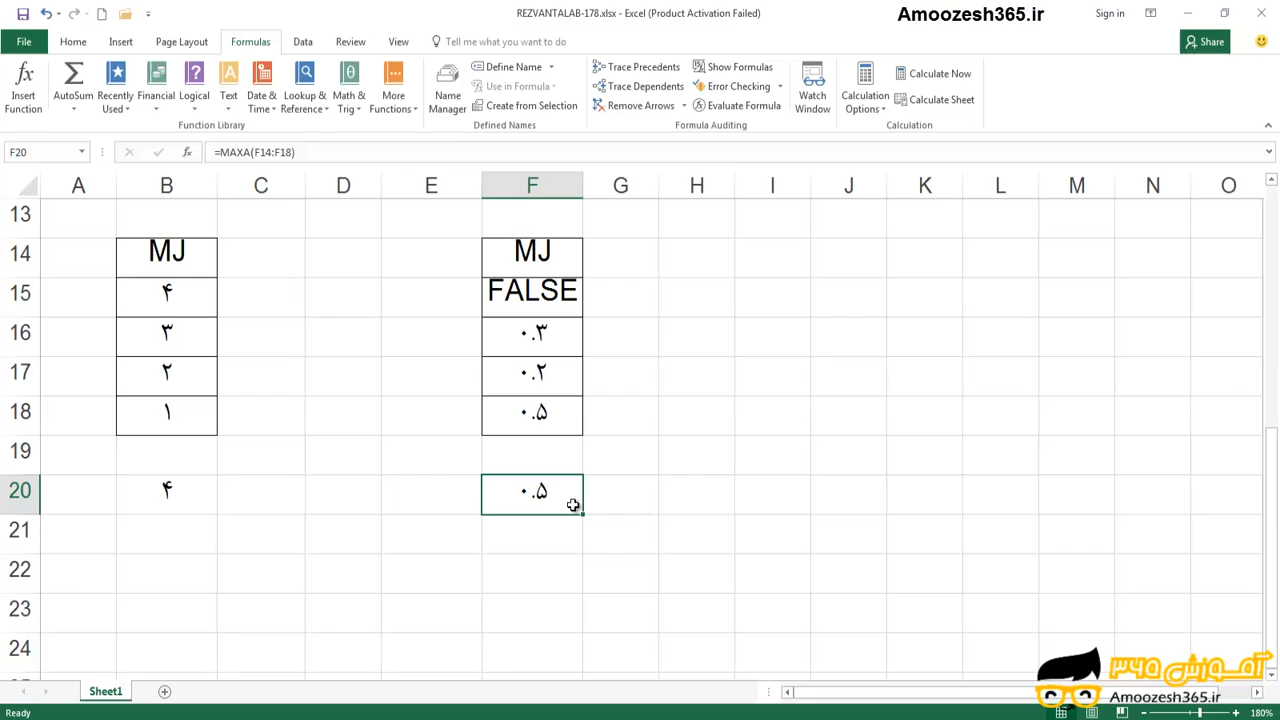 REZVANTALAB-178.xlsx - Excel (Product Activation Failed)
Amoozesh365.ir
Sign in
File Home Insert Page Layout Formulas Data Review View Tell me what you want to do Share
Insert Function
AutoSum
Recently Used
Financial
Logical
Text
Date & Time
Lookup & Reference
Math & Trig
More Functions
Function Library
Name Manager
Define Name
Use in Formula
Create from Selection
Defined Names
Trace Precedents
Trace Dependents
Remove Arrows
Show Formulas
Error Checking
Evaluate Formula
Formula Auditing
Watch Window
Calculation Options
Calculate Now
Calculate Sheet
Calculation
F20 fx =MAXA(F14:F18)
A B C D E F G H I J K L M N O
13
14 MJ MJ
15 ۴ FALSE
16 ۳ ۰.۳
17 ۲ ۰.۲
18 ۱ ۰.۵
19
20 ۴ ۰.۵
21
22
23
24
آموزش ۳۶۵
Amoozesh365.ir
Sheet1
Ready 180%